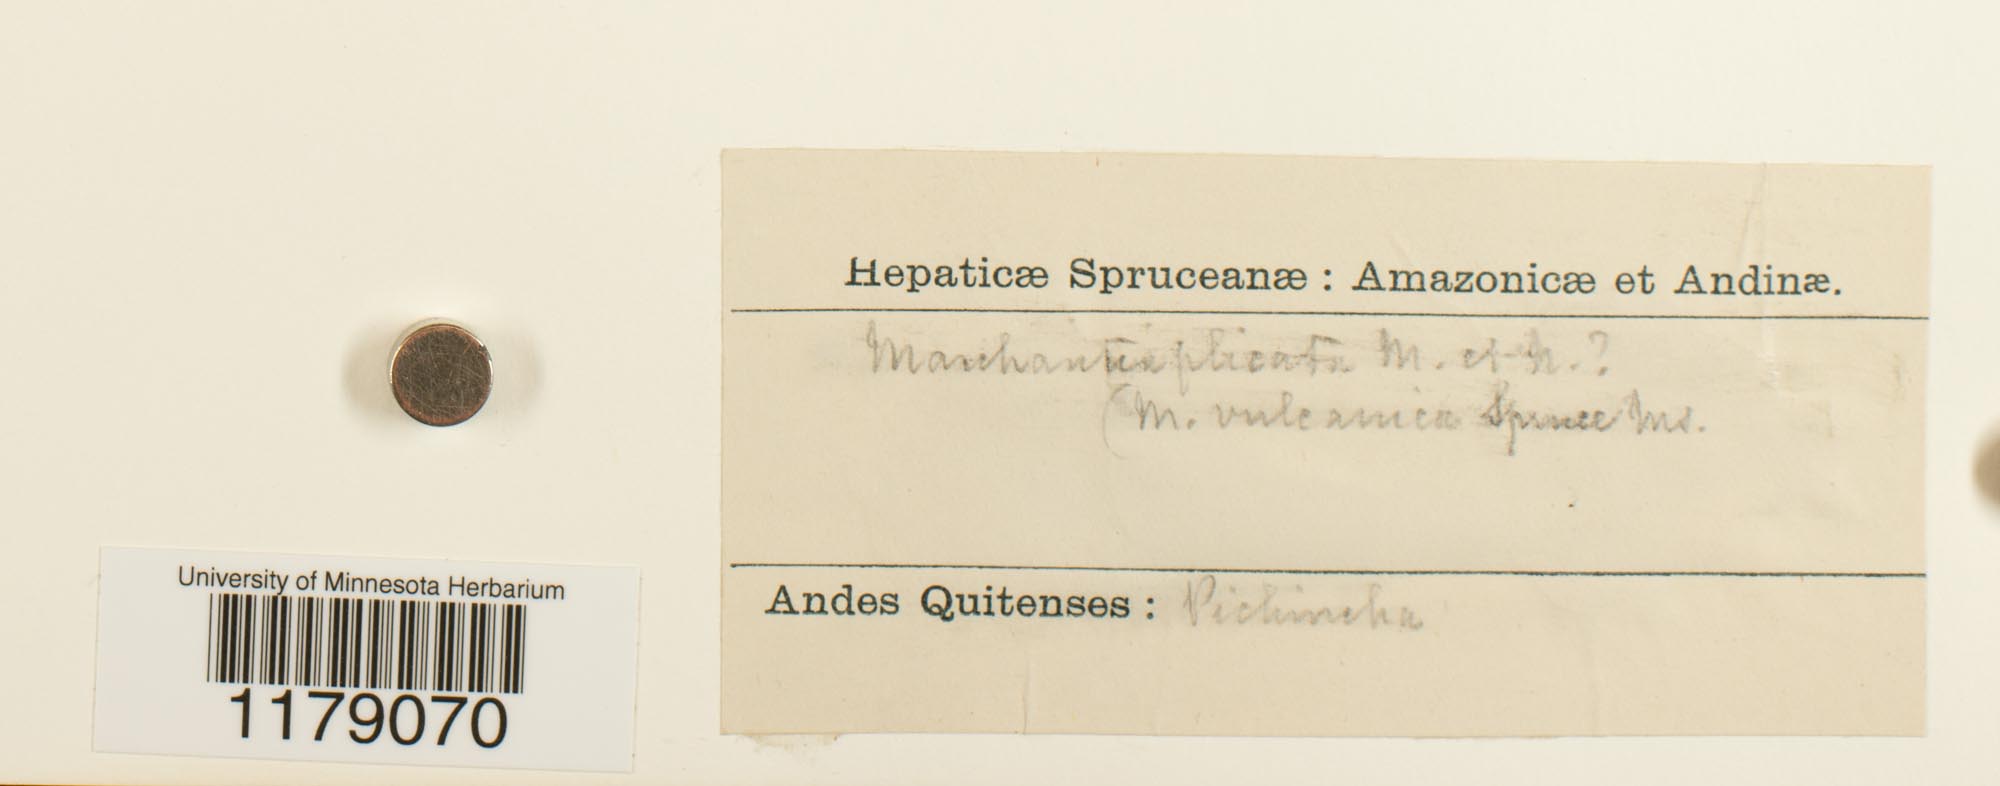 Hepaticæ Spruceanæ : Amazonicæ et Andinæ.
Marchantia plicata M. et N. ?
(M. vulcanica Spruce Ms.
Andes Quitenses : Pichincha
University of Minnesota Herbarium
1179070